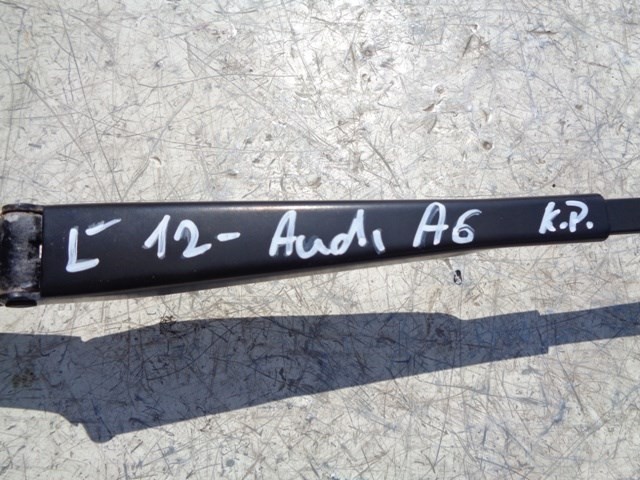 L- 12- Audi A6 K.P.